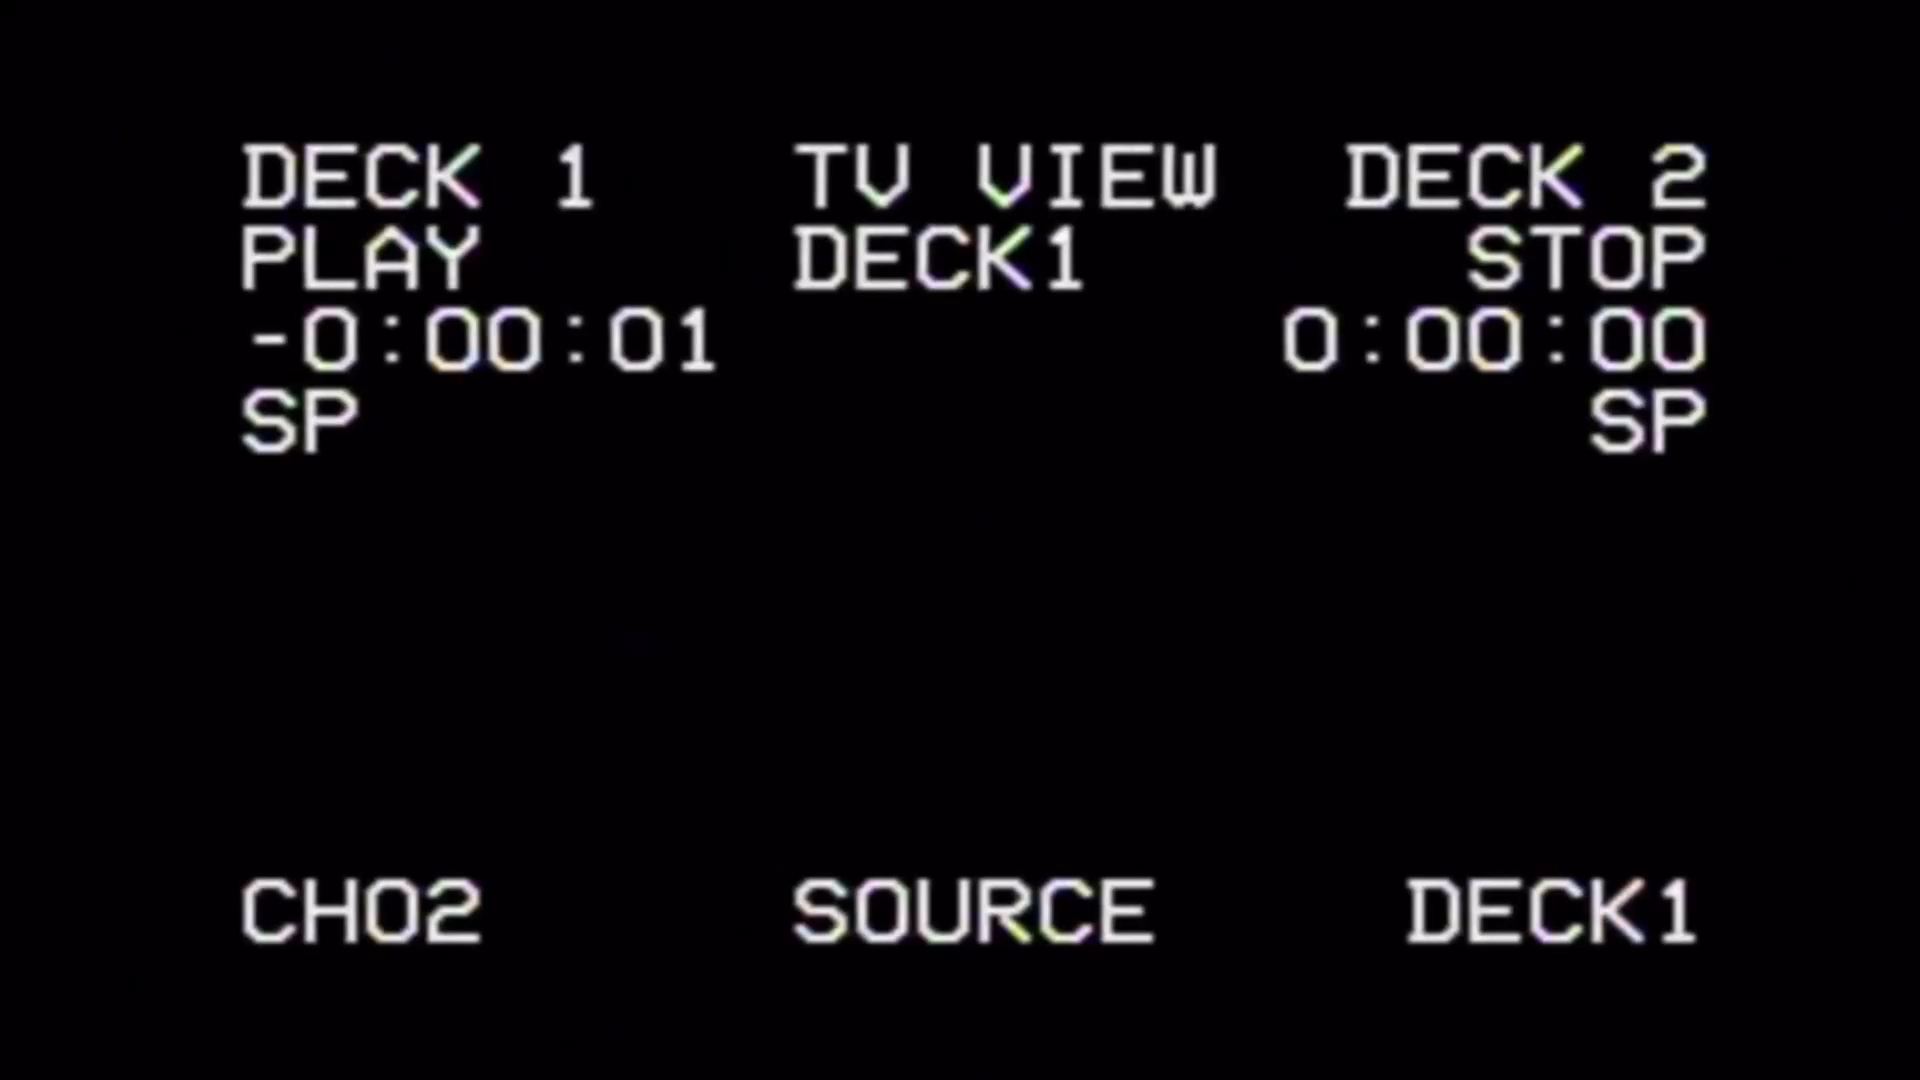 DECK 1 TV VIEW DECK 2
PLAY DECK1 STOP
-0:00:01 0:00:00
SP SP
CH02 SOURCE DECK1